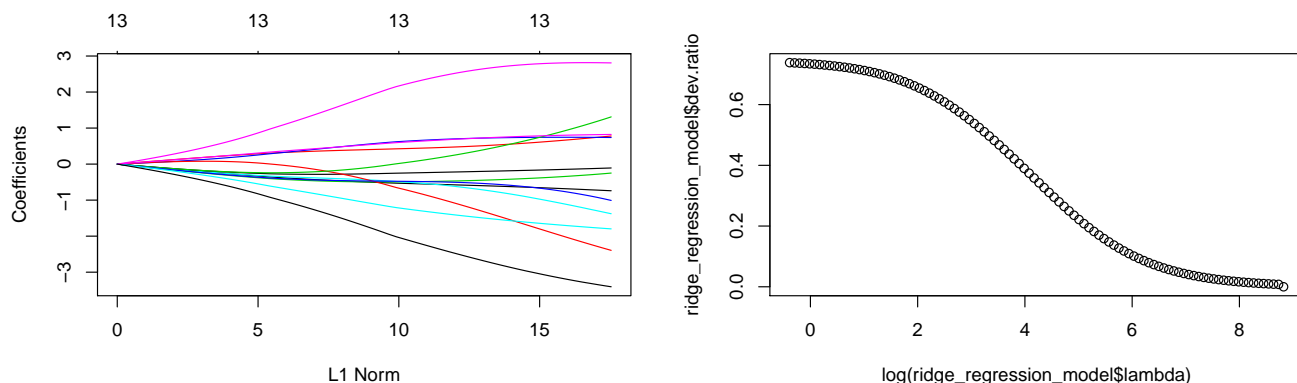 13 13 13 13
3
1
0
−1
−3
Coefficients
0 5 10 15
L1 Norm
0.6
0.4
0.2
0.0
ridge_regression_model$dev.ratio
0 2 4 6 8
log(ridge_regression_model$lambda)